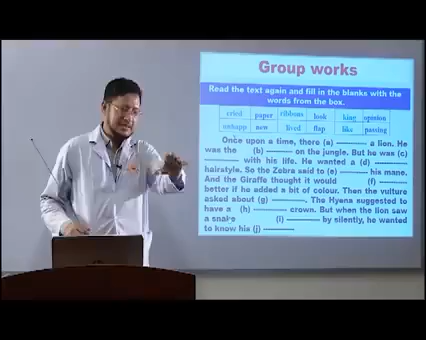 Group works
Read the text again and fill in the blanks with the
words from the box.
cried paper ribbons look king opinion
unhapp new lived flap like passing
Once upon a time, there (a) ———— a lion. He
was the (b) ———— on the jungle. But he was (c)
———— with his life. He wanted a (d) ————
hairstyle. So the Zebra said to (e) ———— his mane.
And the Giraffe thought it would (f) ————
better if he added a bit of colour. Then the vulture
asked about (g) ————. The Hyena suggested to
have a (h) ———— crown. But when the lion saw
a snake (i) ———— by silently, he wanted
to know his (j) ————